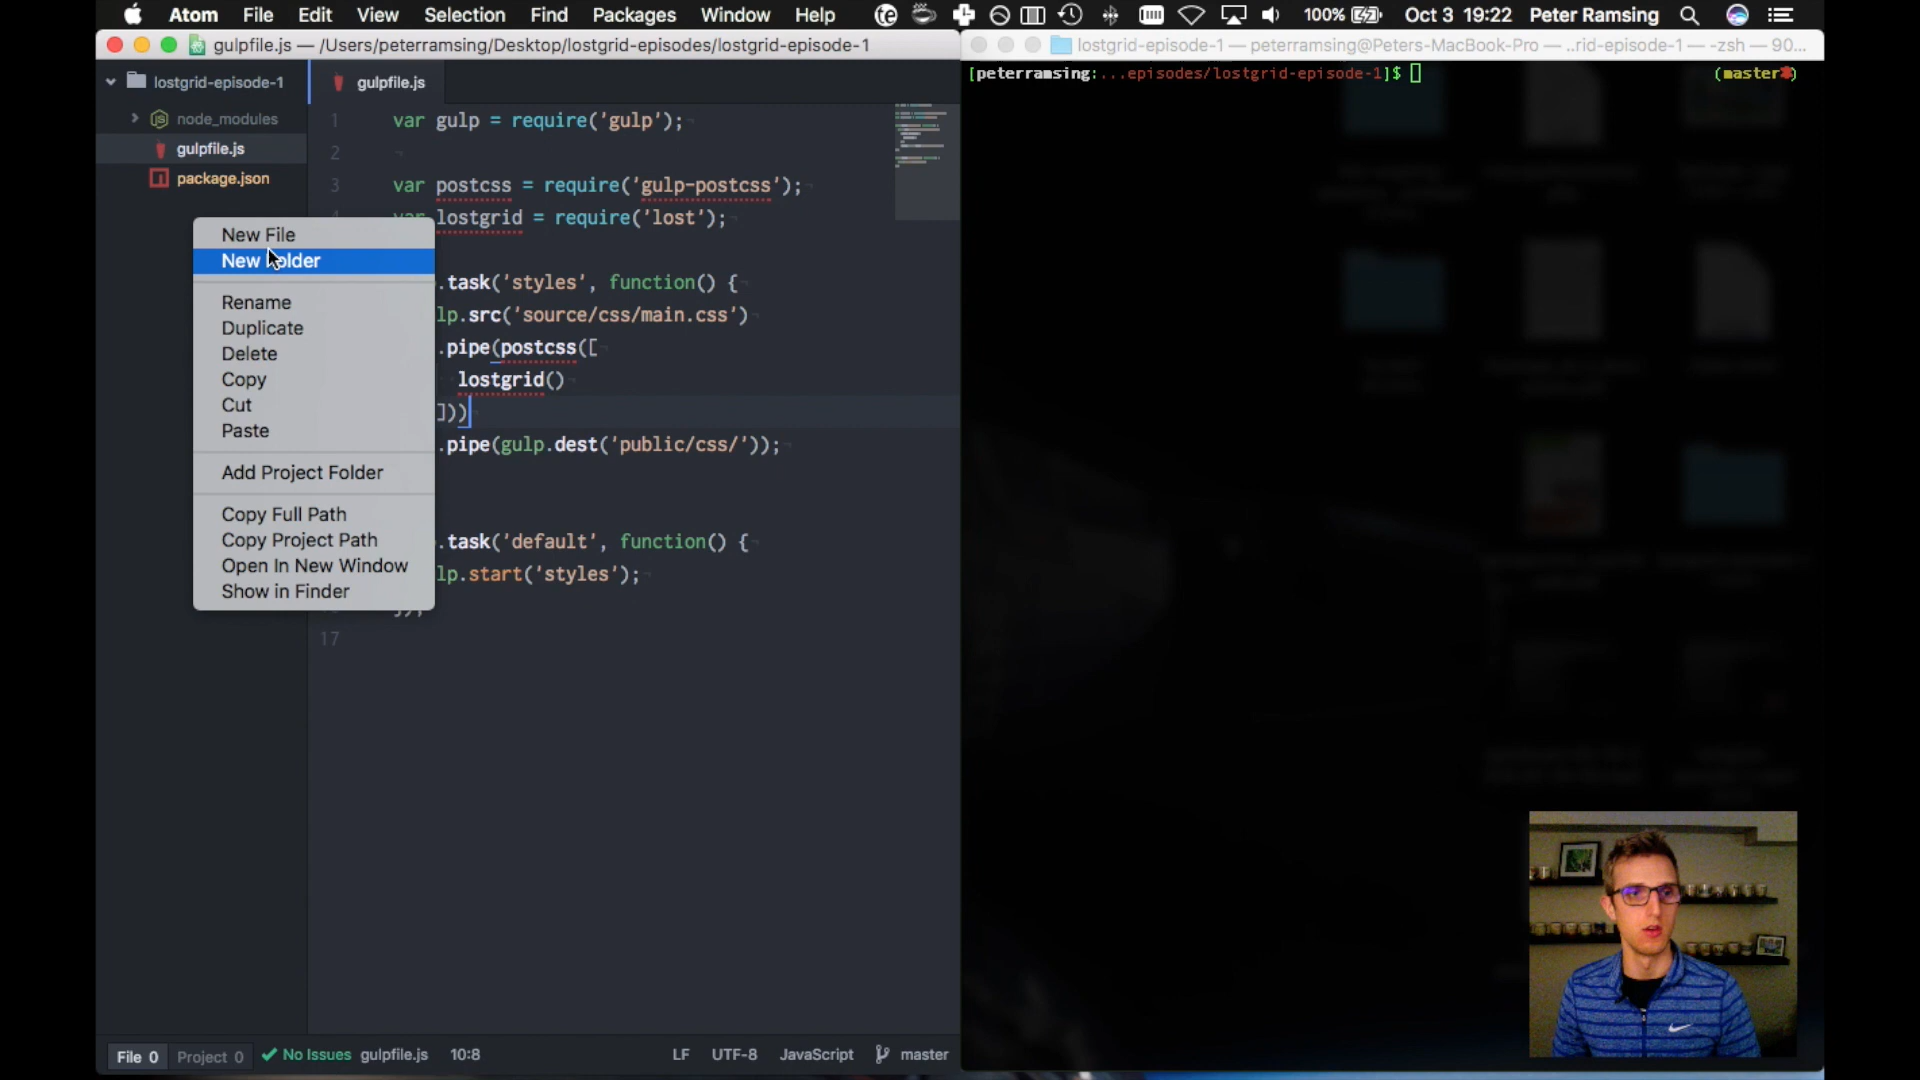 Atom File Edit View Selection Find Packages Window Help 100% Oct 3 19:22 Peter Ramsing
gulpfile.js — /Users/peterramsing/Desktop/lostgrid-episodes/lostgrid-episode-1
lostgrid-episode-1 — peterramsing@Peters-MacBook-Pro — ..rid-episode-1 — -zsh — 90...
lostgrid-episode-1
node_modules
gulpfile.js
package.json
gulpfile.js
1 var gulp = require('gulp');
2
3 var postcss = require('gulp-postcss');
lostgrid = require('lost');
.task('styles', function() {
lp.src('source/css/main.css')
.pipe(postcss([
lostgrid()
]))
.pipe(gulp.dest('public/css/'));
.task('default', function() {
lp.start('styles');
});
17
New File
New Folder
Rename
Duplicate
Delete
Copy
Cut
Paste
Add Project Folder
Copy Full Path
Copy Project Path
Open In New Window
Show in Finder
[peterramsing:...episodes/lostgrid-episode-1]$ (master✖)
File 0 Project 0 No Issues gulpfile.js 10:8 LF UTF-8 JavaScript master